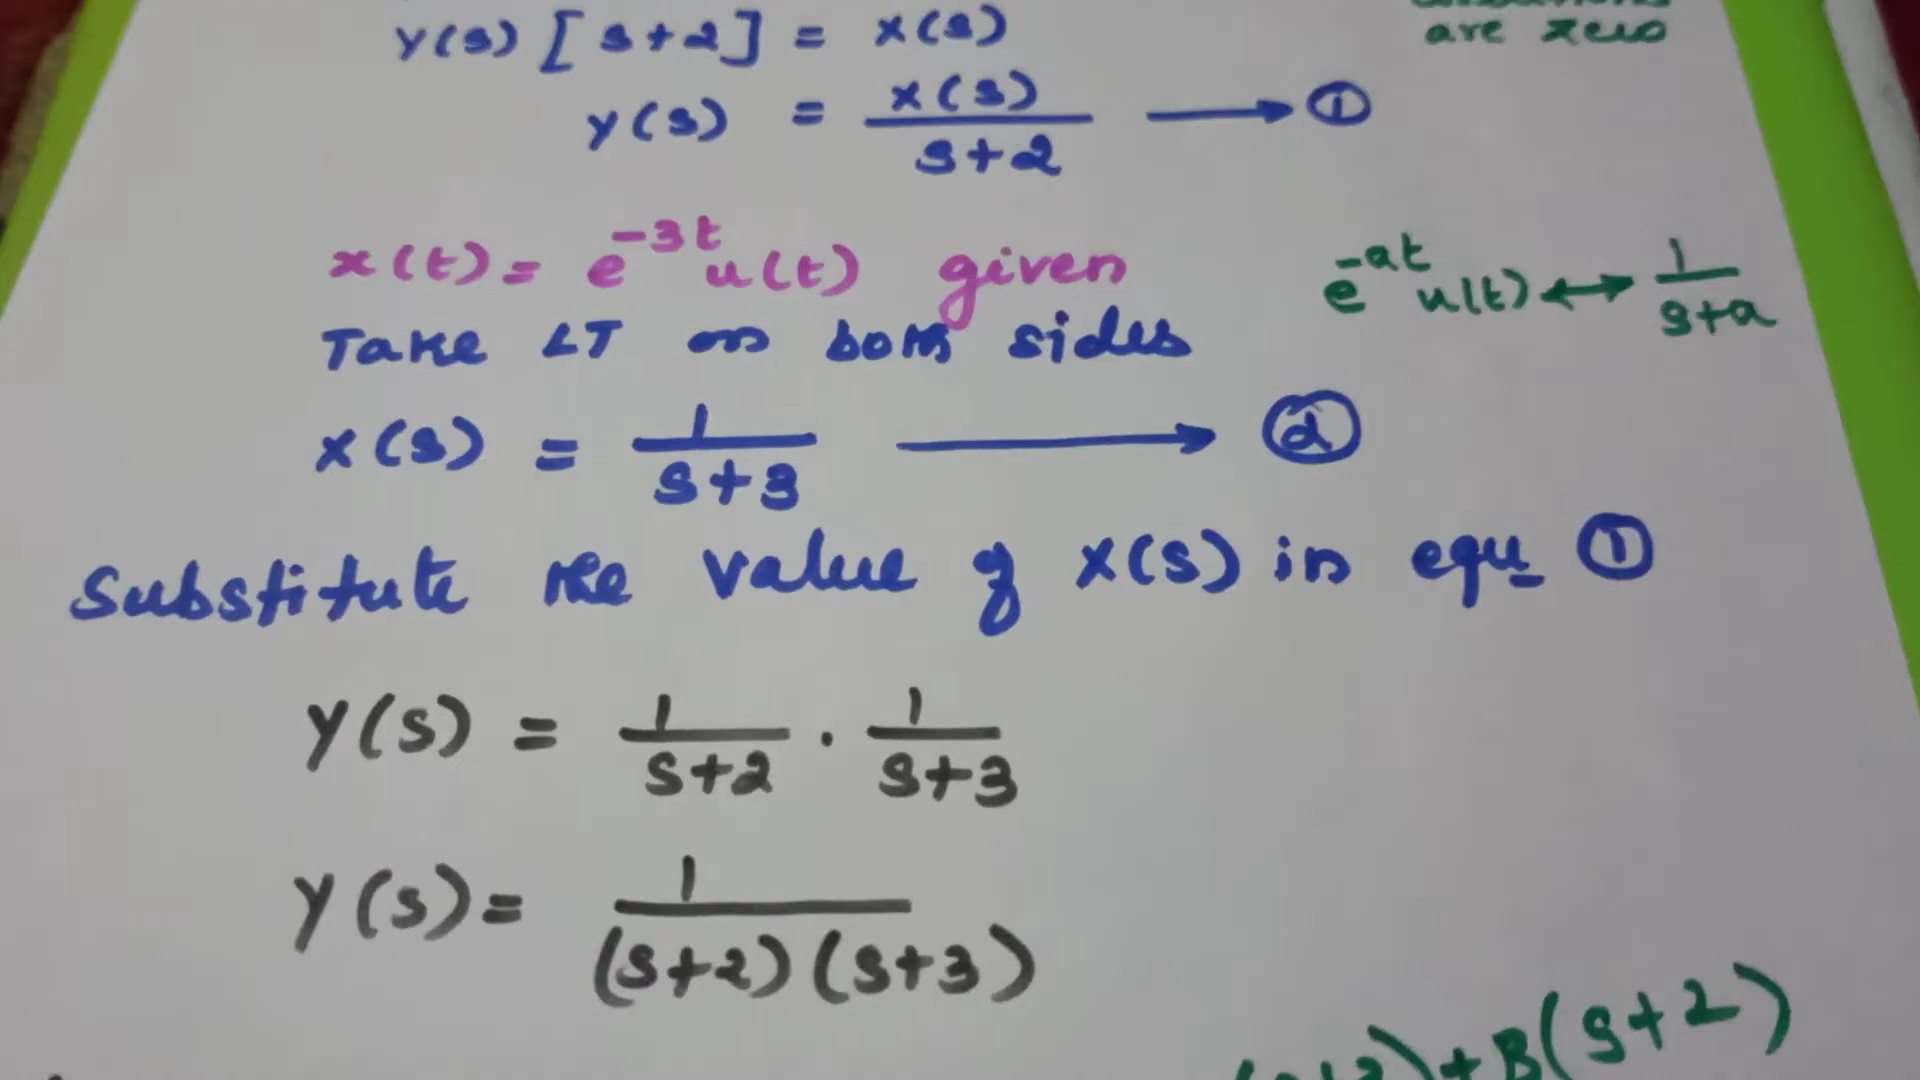 Y(s) [s+2] = X(s)
are zero
Y(s) = X(s)/s+2 → ①
x(t) = e^-3t u(t) given
e^-at u(t) ↔ 1/s+a
Take LT on both sides
X(s) = 1/s+3 → ②
Substitute the value of X(s) in equ ①
Y(s) = 1/s+2 · 1/s+3
Y(s) = 1/(s+2)(s+3)
) + B(s+2)